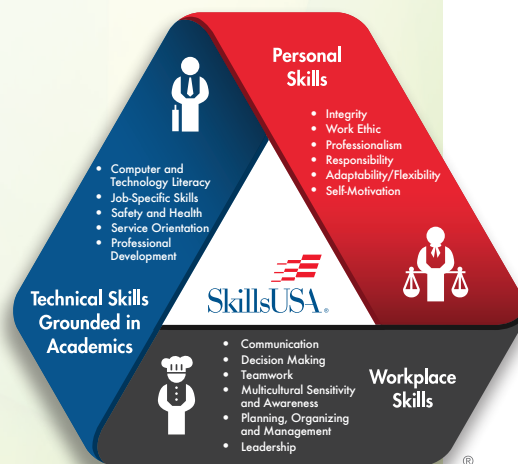 Personal
Skills
• Integrity
• Work Ethic
• Professionalism
• Responsibility
• Adaptability/Flexibility
• Self-Motivation
• Computer and
Technology Literacy
• Job-Specific Skills
• Safety and Health
• Service Orientation
• Professional
Development
Technical Skills
Grounded in
Academics
SkillsUSA®
• Communication
• Decision Making
• Teamwork
• Multicultural Sensitivity
and Awareness
• Planning, Organizing
and Management
• Leadership
Workplace
Skills
®